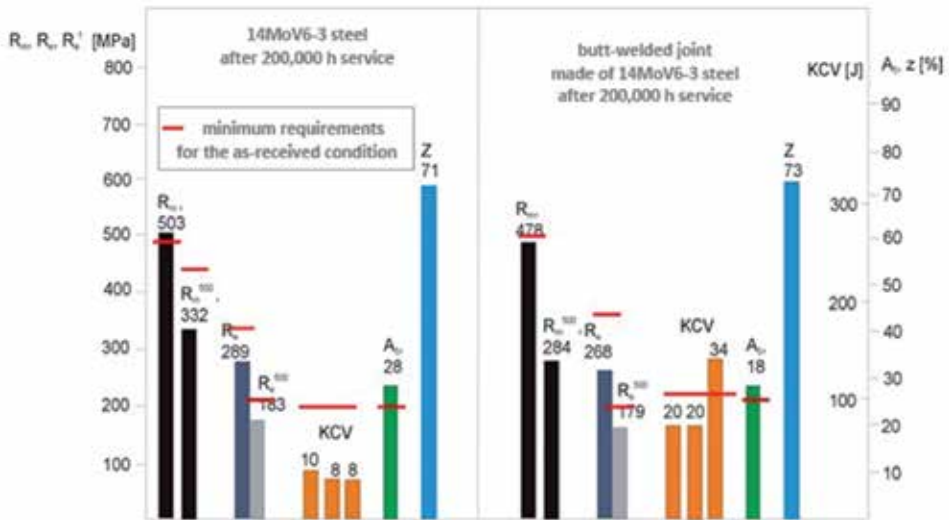 Rₘ, Rₑ, Rₑᵗ [MPa]
800
700
600
500
400
300
200
100
14MoV6-3 steel
after 200,000 h service
minimum requirements
for the as-received condition
Rₘ,
503
Rₘ⁵⁰⁰,
332
Rₑ
289
Rₑ⁵⁰⁰
183
KCV
10
8
8
A₅,
28
Z
71
butt-welded joint
made of 14MoV6-3 steel
after 200,000 h service
Rₘ,
478
Rₘ⁵⁰⁰,
284
Rₑ
268
Rₑ⁵⁰⁰
179
KCV
20
20
34
A₅,
18
Z
73
KCV [J]
300
200
100
A₅, z [%]
90
80
70
60
50
40
30
20
10